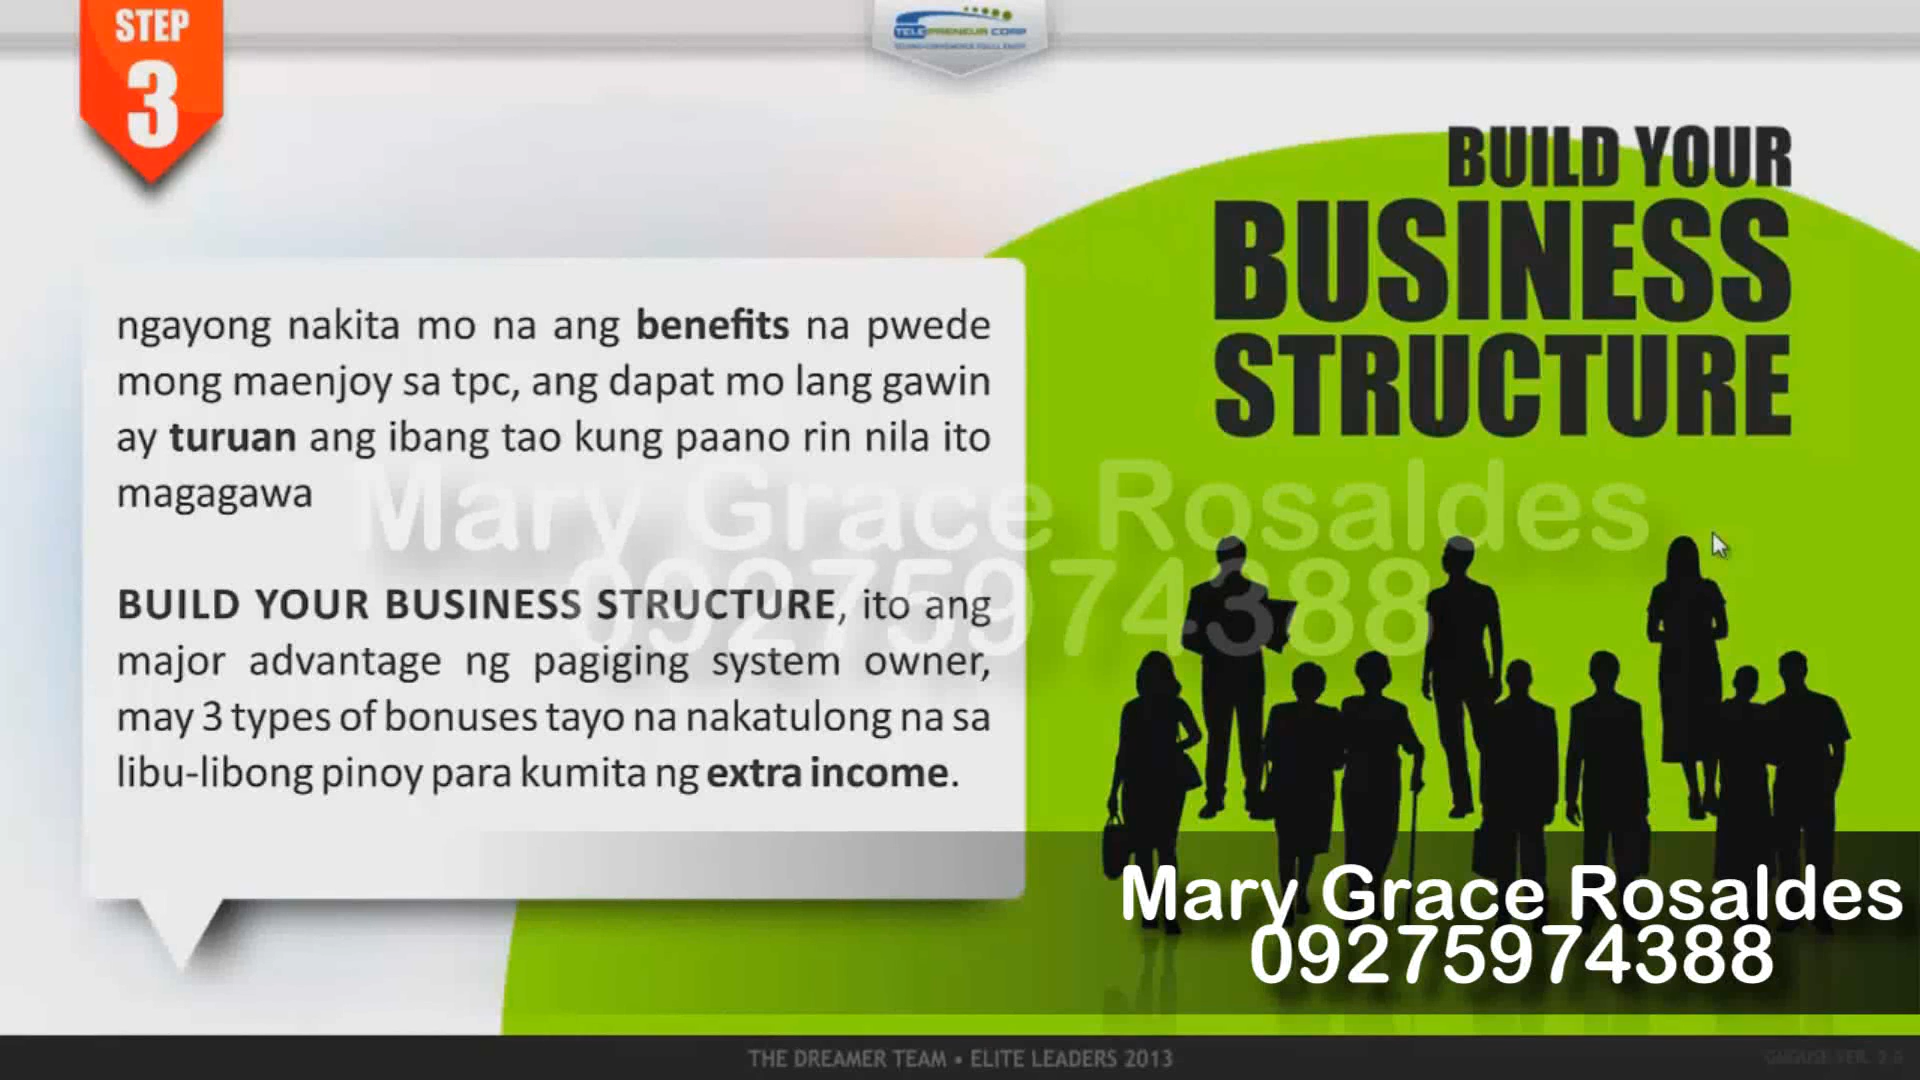 STEP
3
TELEPRENEUR CORP
BUILD YOUR
BUSINESS
STRUCTURE
ngayong nakita mo na ang benefits na pwede
mong maenjoy sa tpc, ang dapat mo lang gawin
ay turuan ang ibang tao kung paano rin nila ito
magagawa
BUILD YOUR BUSINESS STRUCTURE, ito ang
major advantage ng pagiging system owner,
may 3 types of bonuses tayo na nakatulong na sa
libu-libong pinoy para kumita ng extra income.
Mary Grace Rosaldes
09275974388
Mary Grace Rosaldes
09275974388
THE DREAMER TEAM • ELITE LEADERS 2013